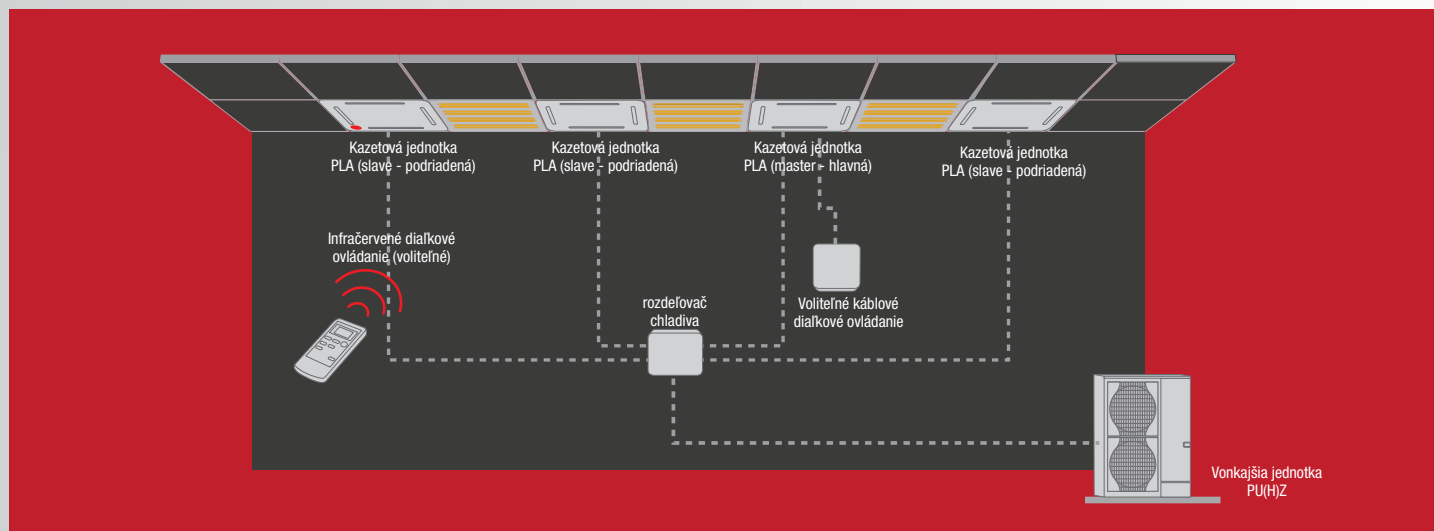 Kazetová jednotka
PLA (slave - podriadená)
Kazetová jednotka
PLA (slave - podriadená)
Kazetová jednotka
PLA (master - hlavná)
Kazetová jednotka
PLA (slave - podriadená)
Infračervené diaľkové
ovládanie (voliteľné)
rozdeľovač
chladiva
Voliteľné káblové
diaľkové ovládanie
Vonkajšia jednotka
PU(H)Z